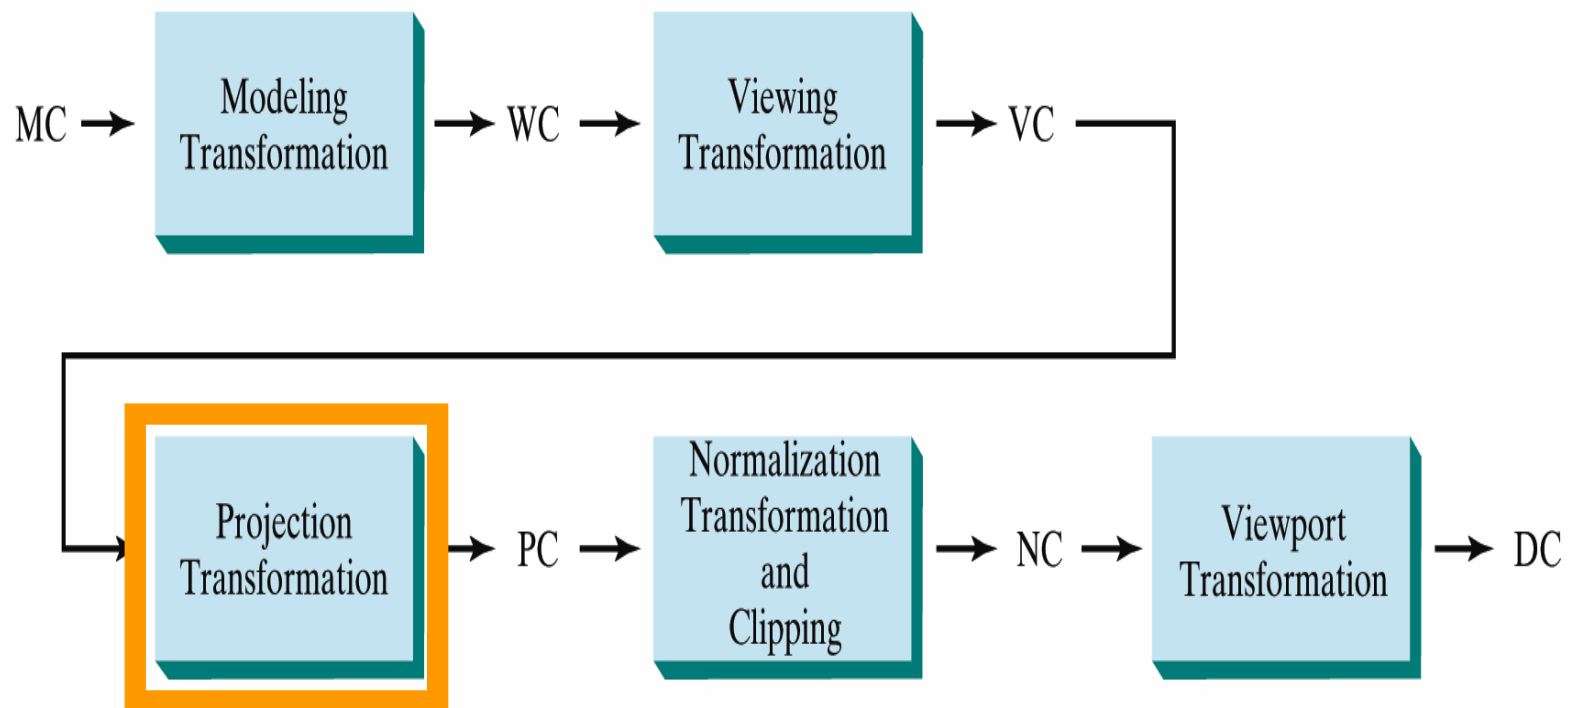 MC
Modeling
Transformation
WC
Viewing
Transformation
VC
Projection
Transformation
PC
Normalization
Transformation
and
Clipping
NC
Viewport
Transformation
DC